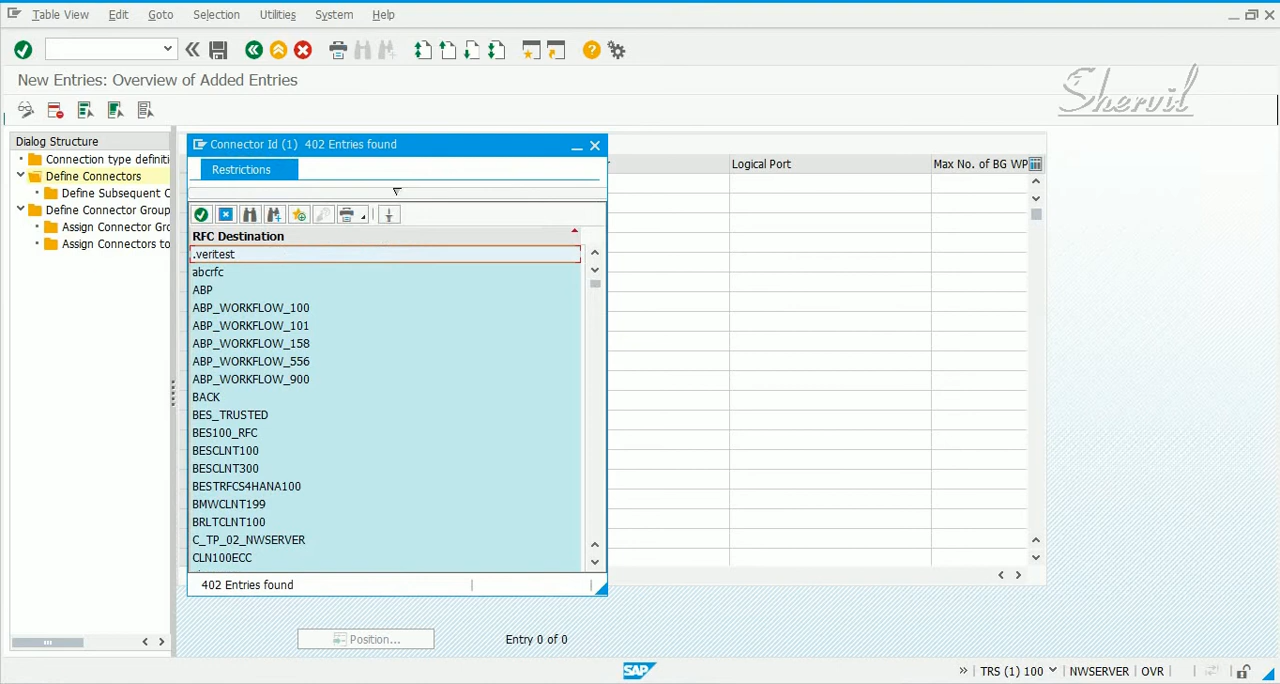 Table View Edit Goto Selection Utilities System Help
New Entries: Overview of Added Entries
Shervil
Dialog Structure
Connection type definiti
Define Connectors
Define Subsequent C
Define Connector Group
Assign Connector Gro
Assign Connectors to
Connector Id (1) 402 Entries found
Restrictions
RFC Destination
.veritest
abcrfc
ABP
ABP_WORKFLOW_100
ABP_WORKFLOW_101
ABP_WORKFLOW_158
ABP_WORKFLOW_556
ABP_WORKFLOW_900
BACK
BES_TRUSTED
BES100_RFC
BESCLNT100
BESCLNT300
BESTRFCS4HANA100
BMWCLNT199
BRLTCLNT100
C_TP_02_NWSERVER
CLN100ECC
402 Entries found
Logical Port Max No. of BG WP
Position... Entry 0 of 0
SAP TRS (1) 100 NWSERVER OVR